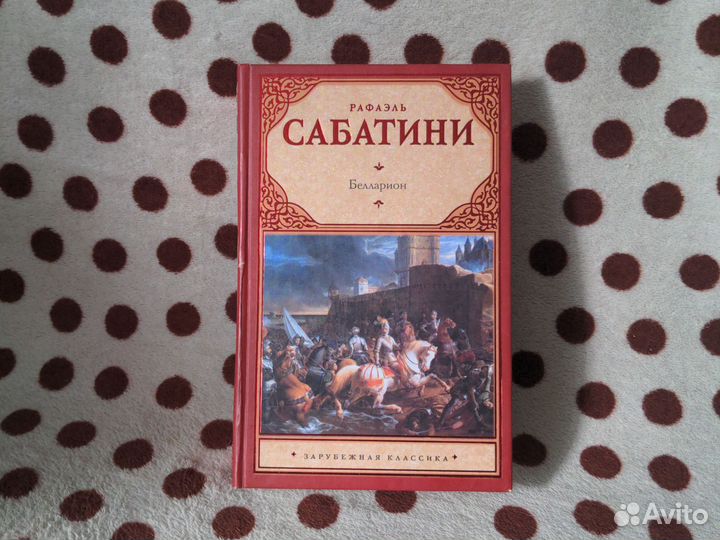 РАФАЭЛЬ
САБАТИНИ
Белларион
ЗАРУБЕЖНАЯ КЛАССИКА
Avito